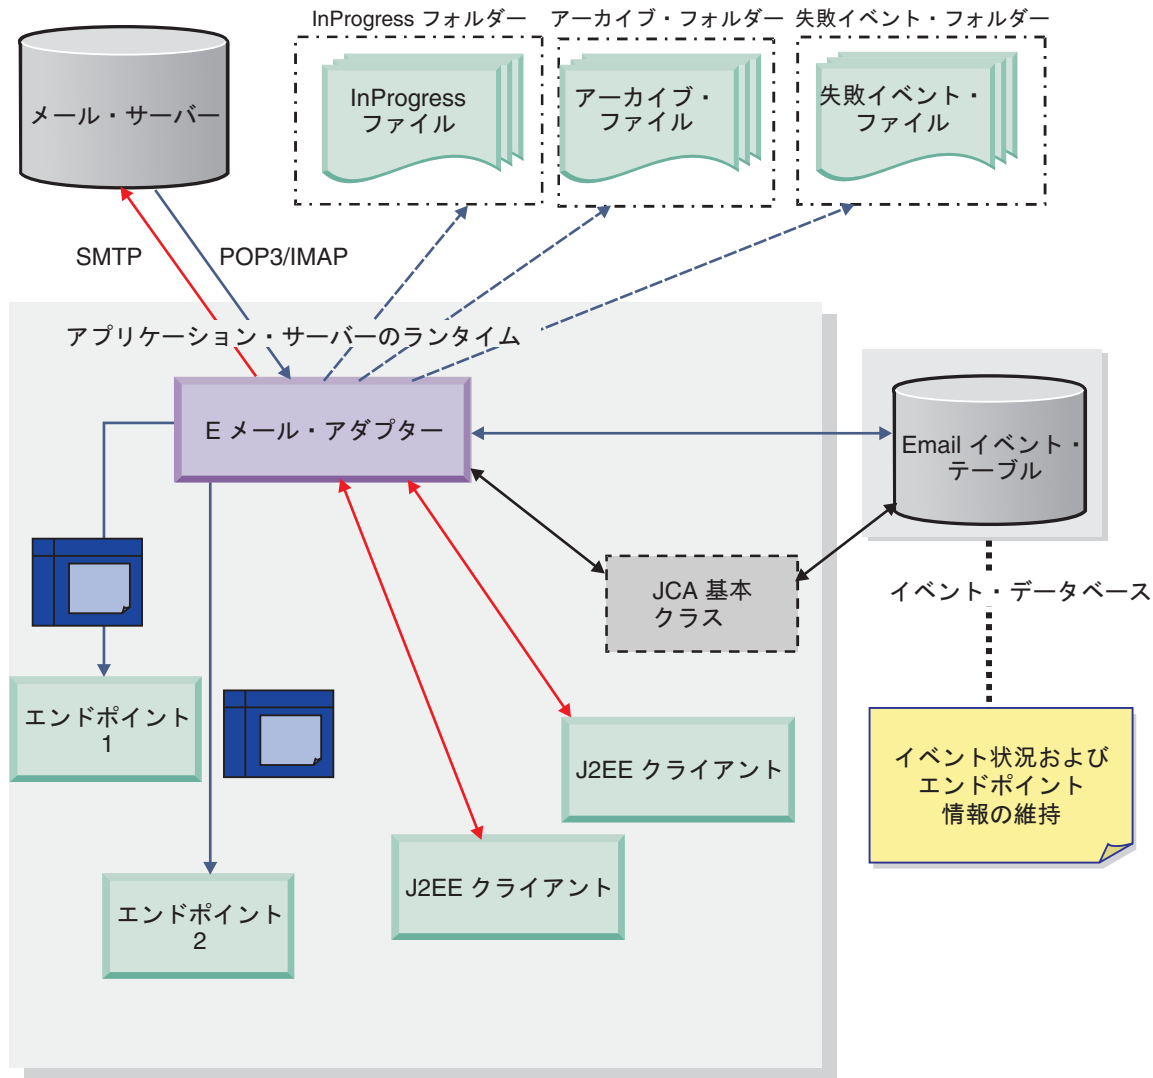 InProgress フォルダー
アーカイブ・フォルダー
失敗イベント・フォルダー
メール・サーバー
InProgress
ファイル
アーカイブ・
ファイル
失敗イベント・
ファイル
SMTP
POP3/IMAP
アプリケーション・サーバーのランタイム
E メール・アダプター
Email イベント・
テーブル
JCA 基本
クラス
イベント・データベース
エンドポイント
1
J2EE クライアント
イベント状況および
エンドポイント
情報の維持
J2EE クライアント
エンドポイント
2